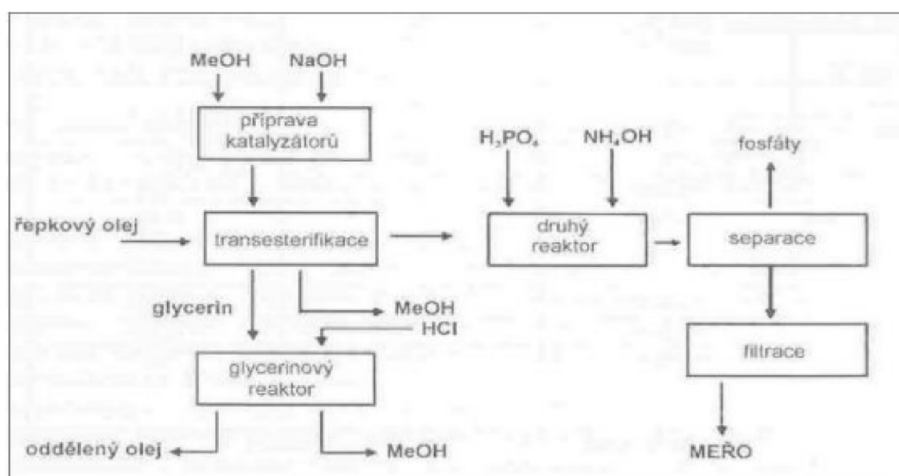 MeOH NaOH
příprava
katalyzátorů
H₃PO₄ NH₄OH
fosfáty
řepkový olej
transesterifikace
druhý
reaktor
separace
glycerin
MeOH
HCl
glycerinový
reaktor
filtrace
oddělený olej
MeOH
MEŘO